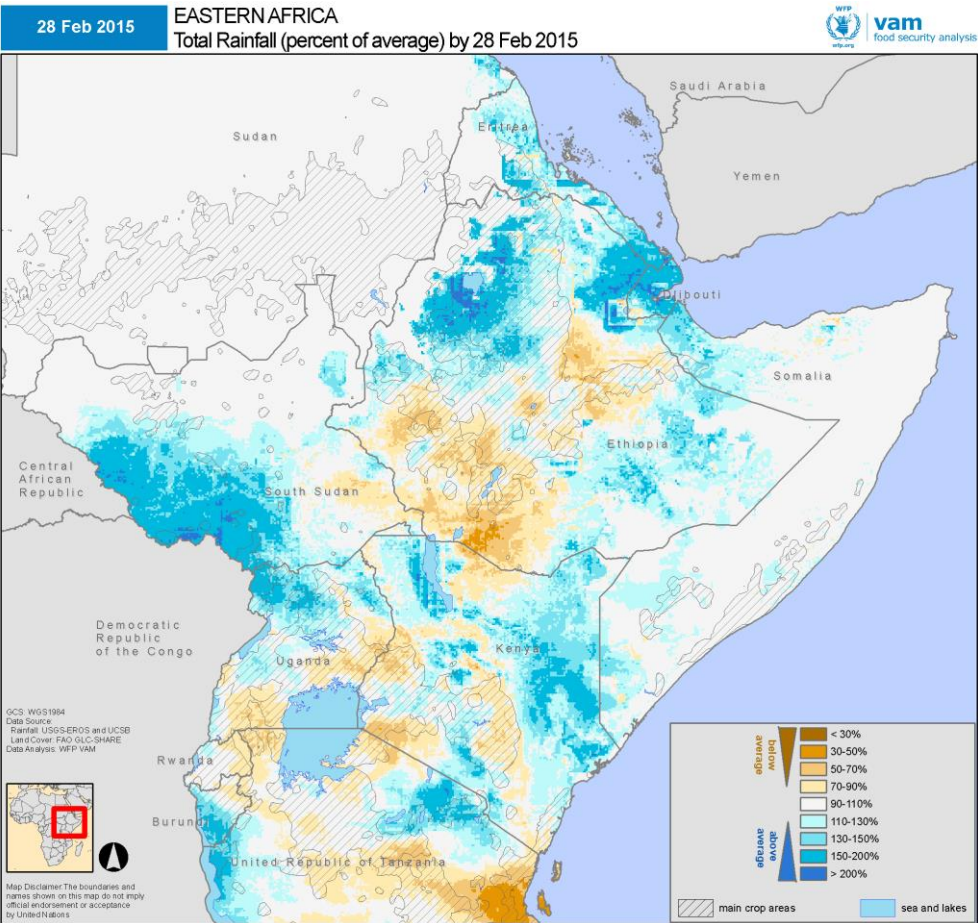 28 Feb 2015
EASTERN AFRICA
Total Rainfall (percent of average) by 28 Feb 2015
WFP
wfp.org
vam
food security analysis
Saudi Arabia
Sudan
Eritrea
Yemen
Djibouti
Somalia
Ethiopia
Central
African
Republic
South Sudan
Democratic
Republic
of the Congo
Kenya
Uganda
GCS: WGS1984
Data Source:
Rainfall: USGS-EROS and UCSB
Land Cover: FAO GLC-SHARE
Data Analysis: WFP VAM
Rwanda
Burundi
United Republic of Tanzania
Map Disclaimer: The boundaries and
names shown on this map do not imply
official endorsement or acceptance
by United Nations
below
average
< 30%
30-50%
50-70%
70-90%
90-110%
above
average
110-130%
130-150%
150-200%
> 200%
main crop areas
sea and lakes